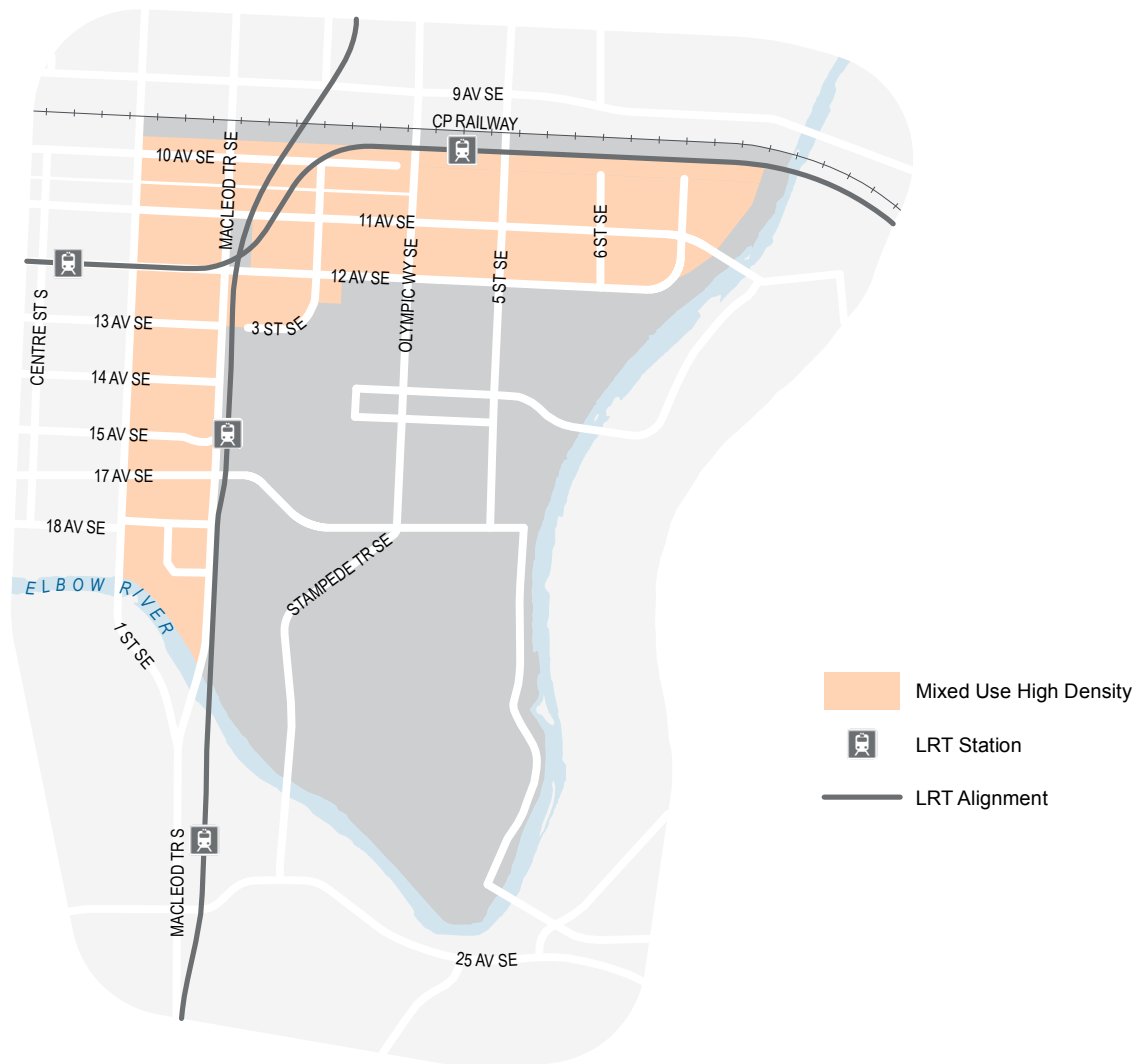 9 AV SE
CP RAILWAY
MACLEOD TR SE
10 AV SE
11 AV SE
6 ST SE
OLYMPIC WY SE
5 ST SE
12 AV SE
CENTRE ST S
13 AV SE
3 ST SE
14 AV SE
15 AV SE
17 AV SE
18 AV SE
STAMPEDE TR SE
ELBOW RIVER
1 ST SE
MACLEOD TR S
25 AV SE
Mixed Use High Density
LRT Station
LRT Alignment